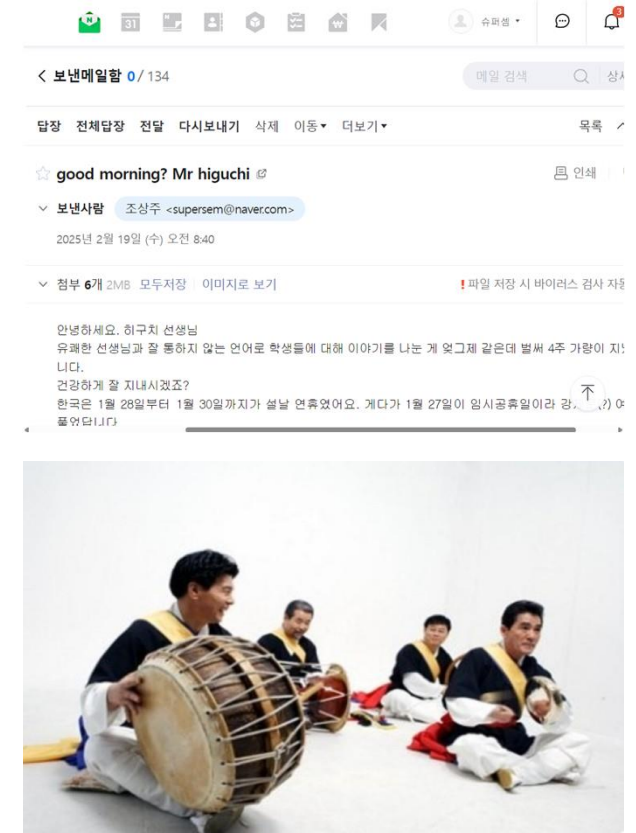 N 31 N W 슈퍼셈 3
보낸메일함 0 / 134 메일 검색 상세
답장 전체답장 전달 다시보내기 삭제 이동 더보기 목록
good morning? Mr higuchi 인쇄
보낸사람 조상주 <supersem@naver.com>
2025년 2월 19일 (수) 오전 8:40
첨부 6개 2MB 모두저장 이미지로 보기 ! 파일 저장 시 바이러스 검사 자동
안녕하세요. 히구치 선생님
유쾌한 선생님과 잘 통하지 않는 언어로 학생들에 대해 이야기를 나눈 게 엊그제 같은데 벌써 4주 가량이
니다.
건강하게 잘 지내시겠죠?
한국은 1월 28일부터 1월 30일까지가 설날 연휴였어요. 게다가 1월 27일이 임시공휴일이라